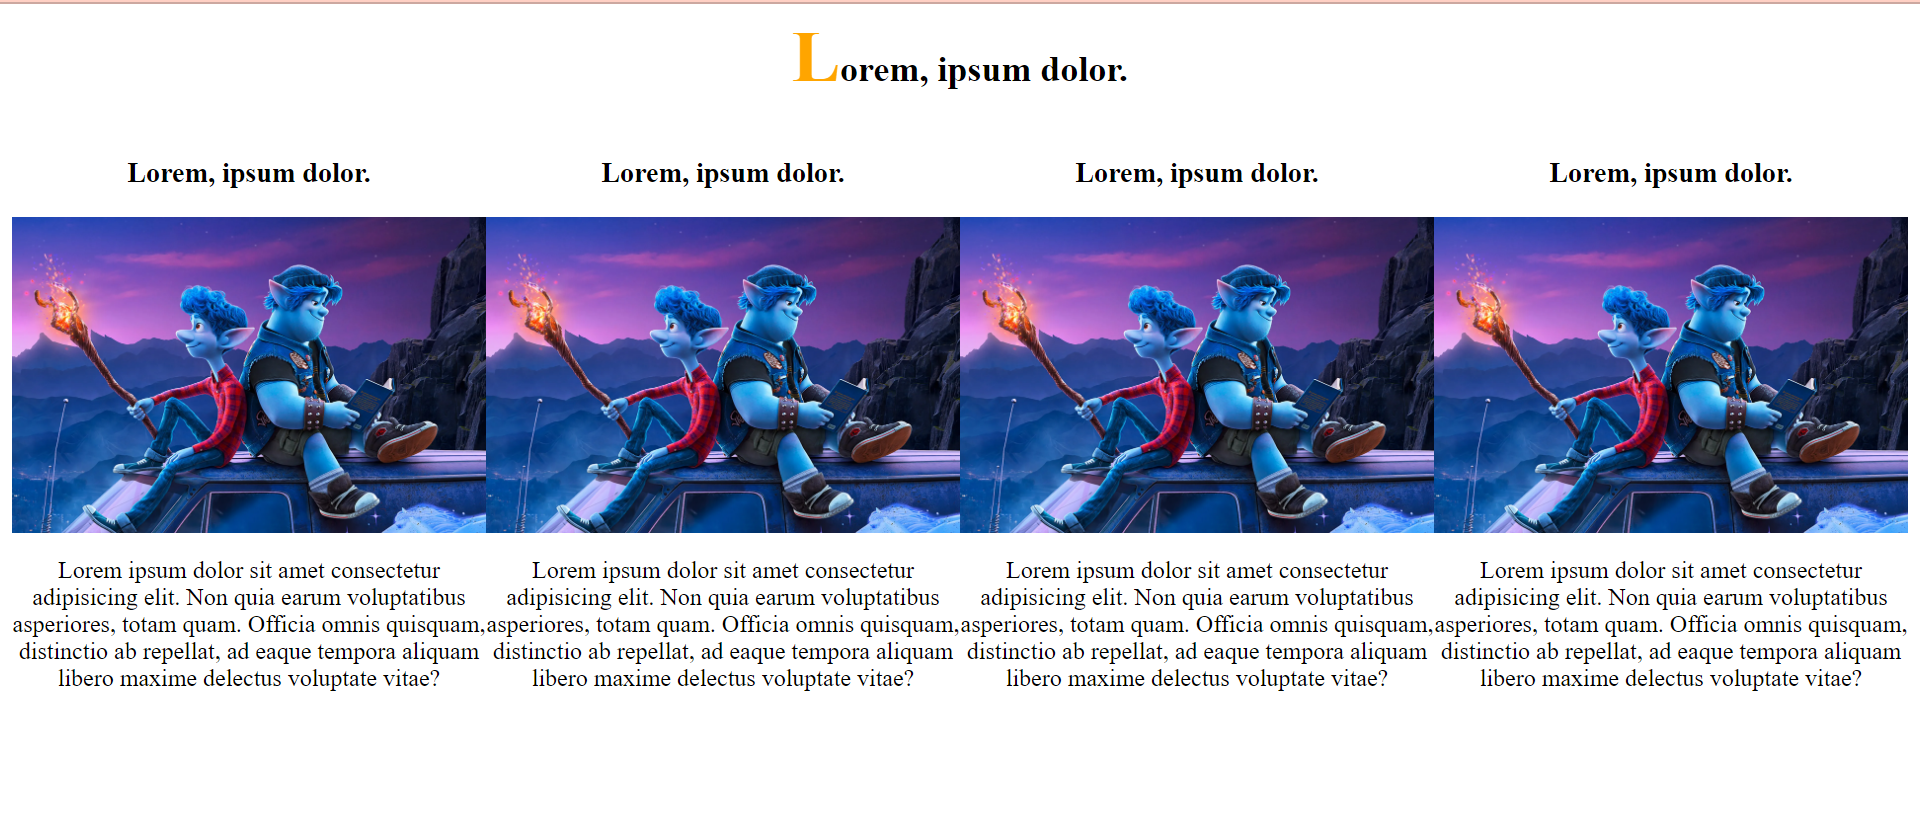 Lorem, ipsum dolor.
Lorem, ipsum dolor.
Lorem ipsum dolor sit amet consectetur
adipisicing elit. Non quia earum voluptatibus
asperiores, totam quam. Officia omnis quisquam,
distinctio ab repellat, ad eaque tempora aliquam
libero maxime delectus voluptate vitae?
Lorem, ipsum dolor.
Lorem ipsum dolor sit amet consectetur
adipisicing elit. Non quia earum voluptatibus
asperiores, totam quam. Officia omnis quisquam,
distinctio ab repellat, ad eaque tempora aliquam
libero maxime delectus voluptate vitae?
Lorem, ipsum dolor.
Lorem ipsum dolor sit amet consectetur
adipisicing elit. Non quia earum voluptatibus
asperiores, totam quam. Officia omnis quisquam,
distinctio ab repellat, ad eaque tempora aliquam
libero maxime delectus voluptate vitae?
Lorem, ipsum dolor.
Lorem ipsum dolor sit amet consectetur
adipisicing elit. Non quia earum voluptatibus
asperiores, totam quam. Officia omnis quisquam,
distinctio ab repellat, ad eaque tempora aliquam
libero maxime delectus voluptate vitae?